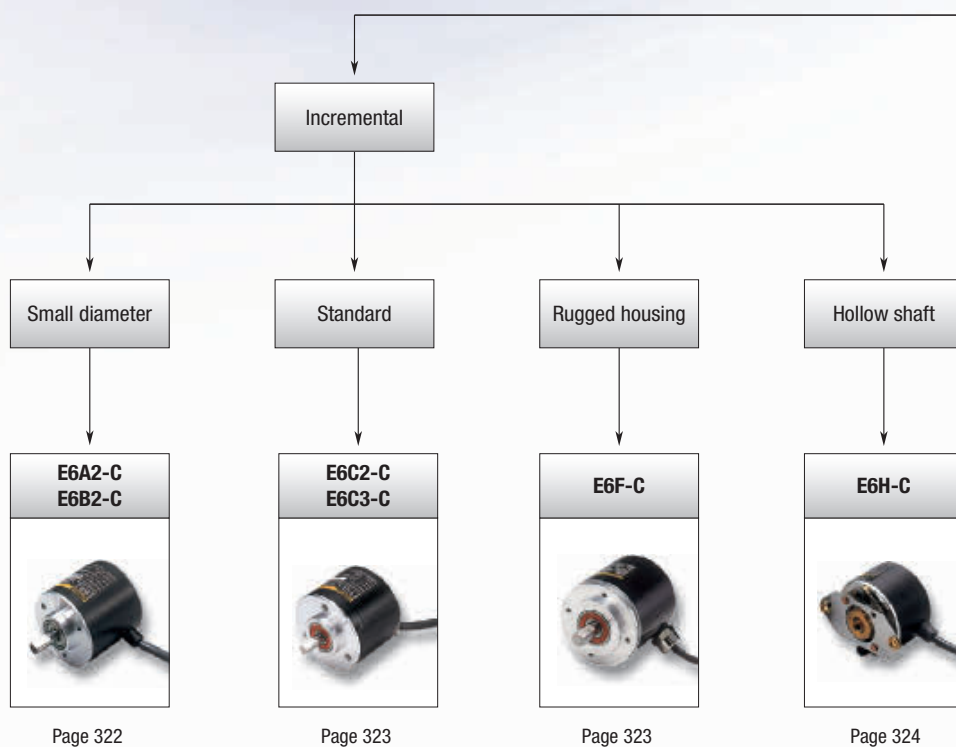 Incremental
Small diameter
Standard
Rugged housing
Hollow shaft
E6A2-C
E6B2-C
E6C2-C
E6C3-C
E6F-C
E6H-C
Page 322
Page 323
Page 323
Page 324